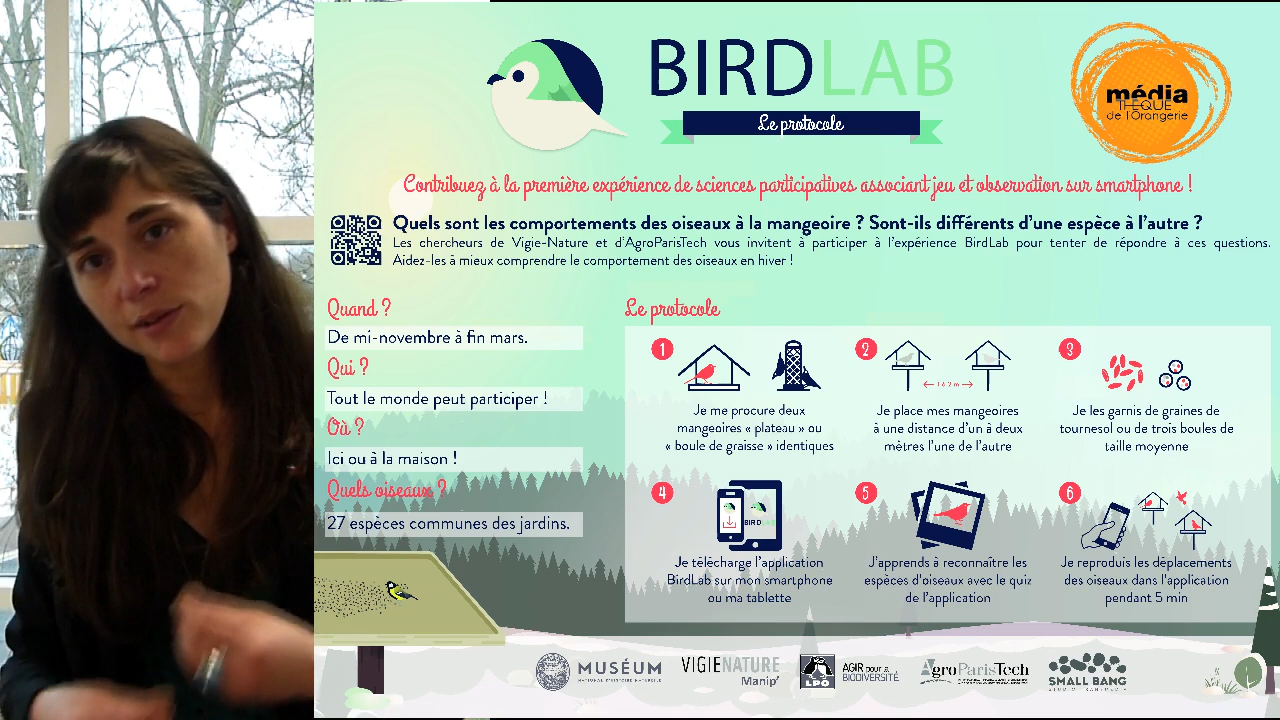 BIRDLAB
Le protocole
média
THÈQUE
de l'Orangerie
Contribuez à la première expérience de sciences participatives associant jeu et observation sur smartphone !
Quels sont les comportements des oiseaux à la mangeoire ? Sont-ils différents d'une espèce à l'autre ?
Les chercheurs de Vigie-Nature et d'AgroParisTech vous invitent à participer à l'expérience BirdLab pour tenter de répondre à ces questions.
Aidez-les à mieux comprendre le comportement des oiseaux en hiver !
Quand ?
De mi-novembre à fin mars.
Qui ?
Tout le monde peut participer !
Où ?
Ici ou à la maison !
Quels oiseaux ?
27 espèces communes des jardins.
Le protocole
1
Je me procure deux
mangeoires « plateau » ou
« boule de graisse » identiques
2
Je place mes mangeoires
à une distance d'un à deux
mètres l'une de l'autre
3
Je les garnis de graines de
tournesol ou de trois boules de
taille moyenne
4
BIRD
Je télécharge l'application
BirdLab sur mon smartphone
ou ma tablette
5
J'apprends à reconnaître les
espèces d'oiseaux avec le quiz
de l'application
6
Je reproduis les déplacements
des oiseaux dans l'application
pendant 5 min
MUSÉUM
NATIONAL D'HISTOIRE NATURELLE
VIGIENATURE
Manip'
LPO
AGIR pour la
BIODIVERSITÉ
AgroParisTech
SMALL BANG